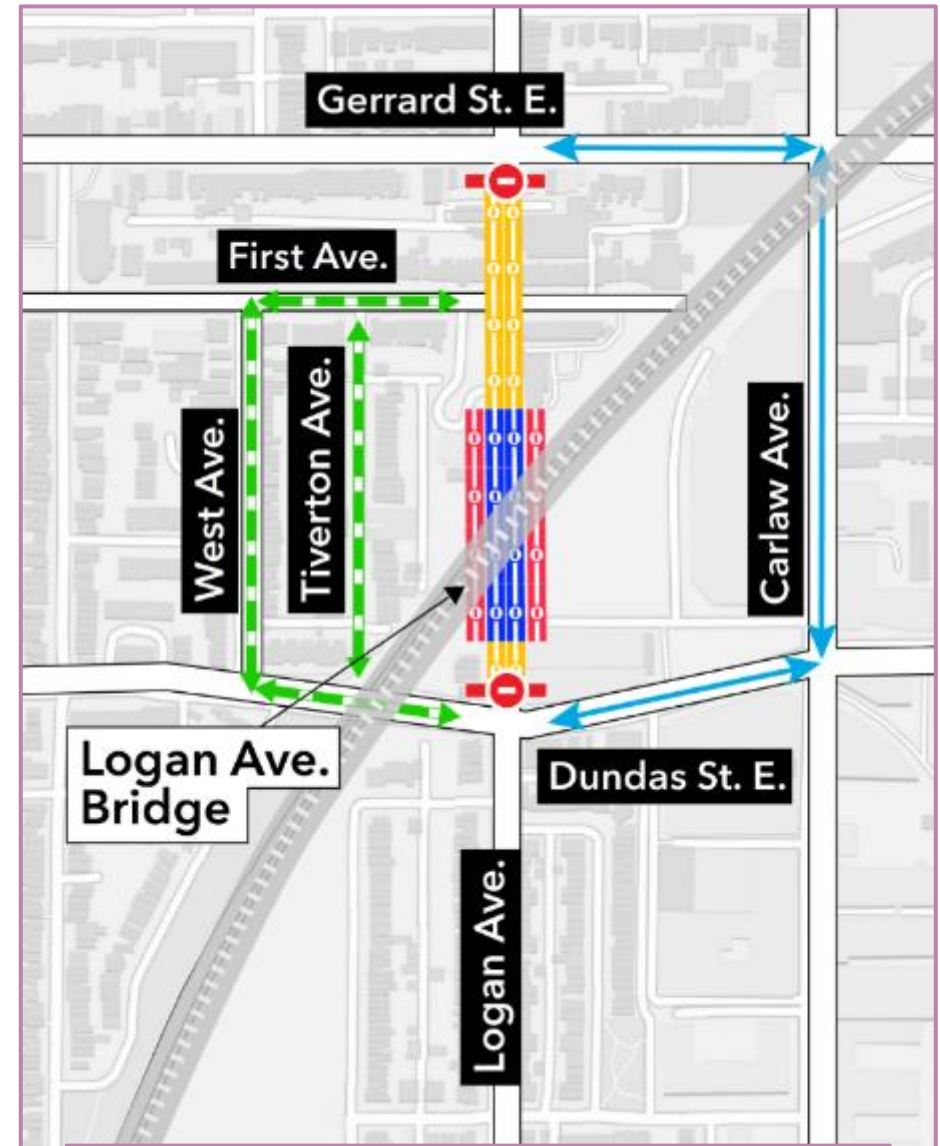 Gerrard St. E.
First Ave.
West Ave.
Tiverton Ave.
Carlaw Ave.
Logan Ave.
Bridge
Dundas St. E.
Logan Ave.